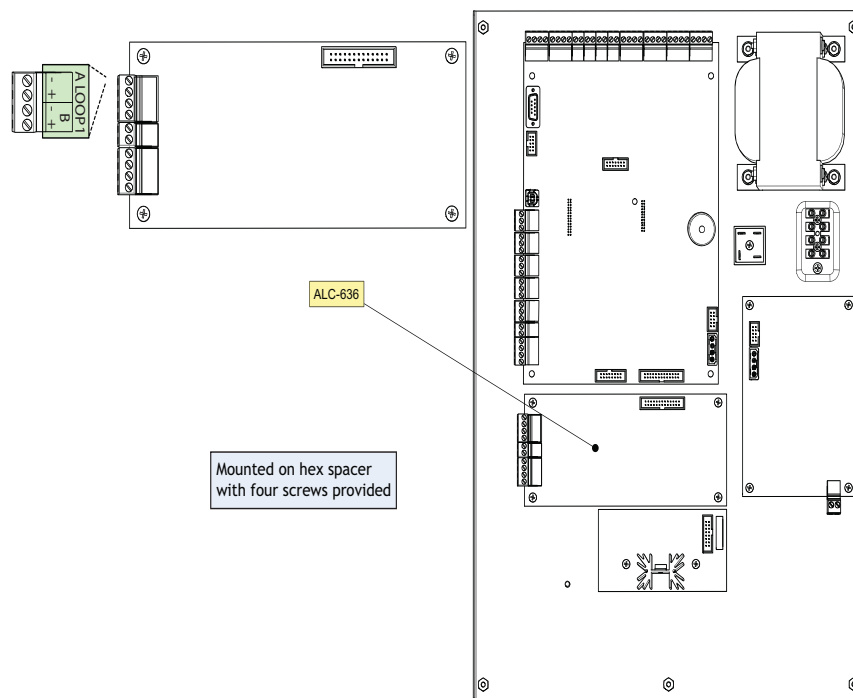 A LOOP1
- + - +
B
ALC-636
Mounted on hex spacer
with four screws provided